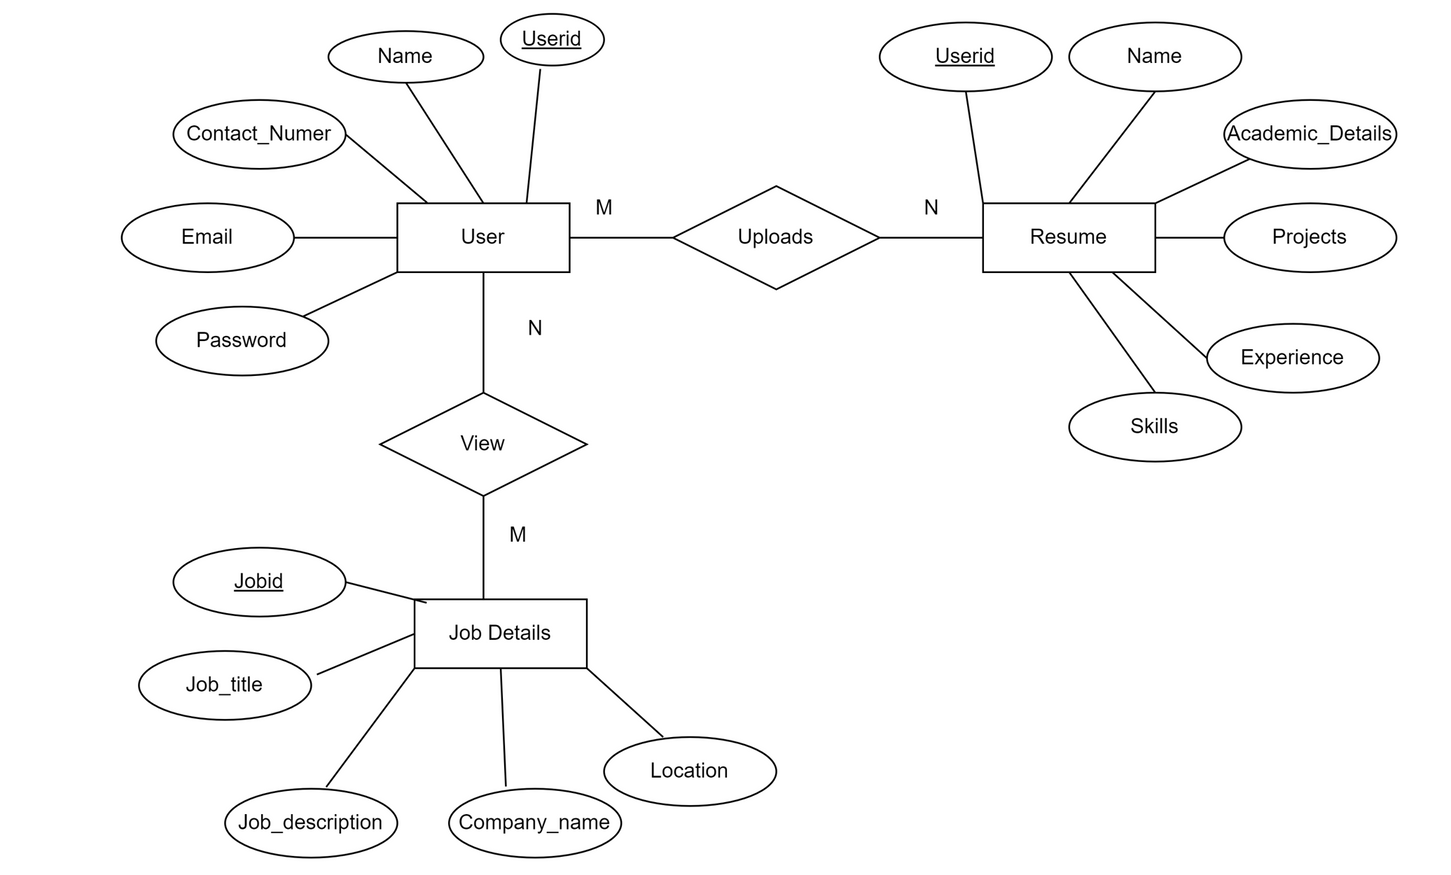 Userid
Name
Userid
Name
Contact_Numer
Academic_Details
M
N
Email
User
Uploads
Resume
Projects
N
Password
Experience
Skills
View
M
Jobid
Job Details
Job_title
Location
Job_description
Company_name